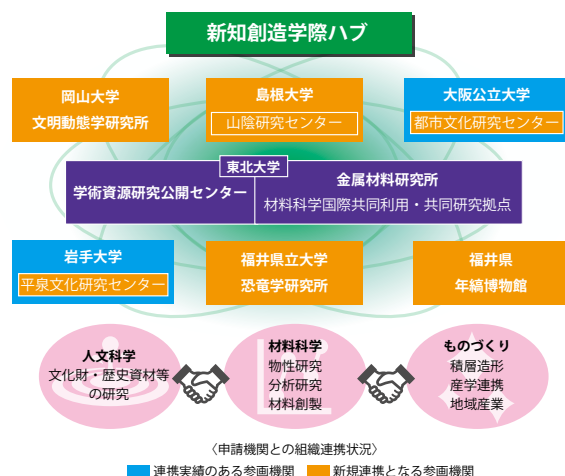 新知創造学際ハブ
岡山大学
文明動態学研究所
島根大学
山陰研究センター
大阪公立大学
都市文化研究センター
東北大学
学術資源研究公開センター
金属材料研究所
材料科学国際共同利用・共同研究拠点
岩手大学
平泉文化研究センター
福井県立大学
恐竜学研究所
福井県
年縞博物館
人文科学
文化財・歴史資材等
の研究
材料科学
物性研究
分析研究
材料創製
ものづくり
積層造形
産学連携
地域産業
〈申請機関との組織連携状況〉
連携実績のある参画機関 新規連携となる参画機関